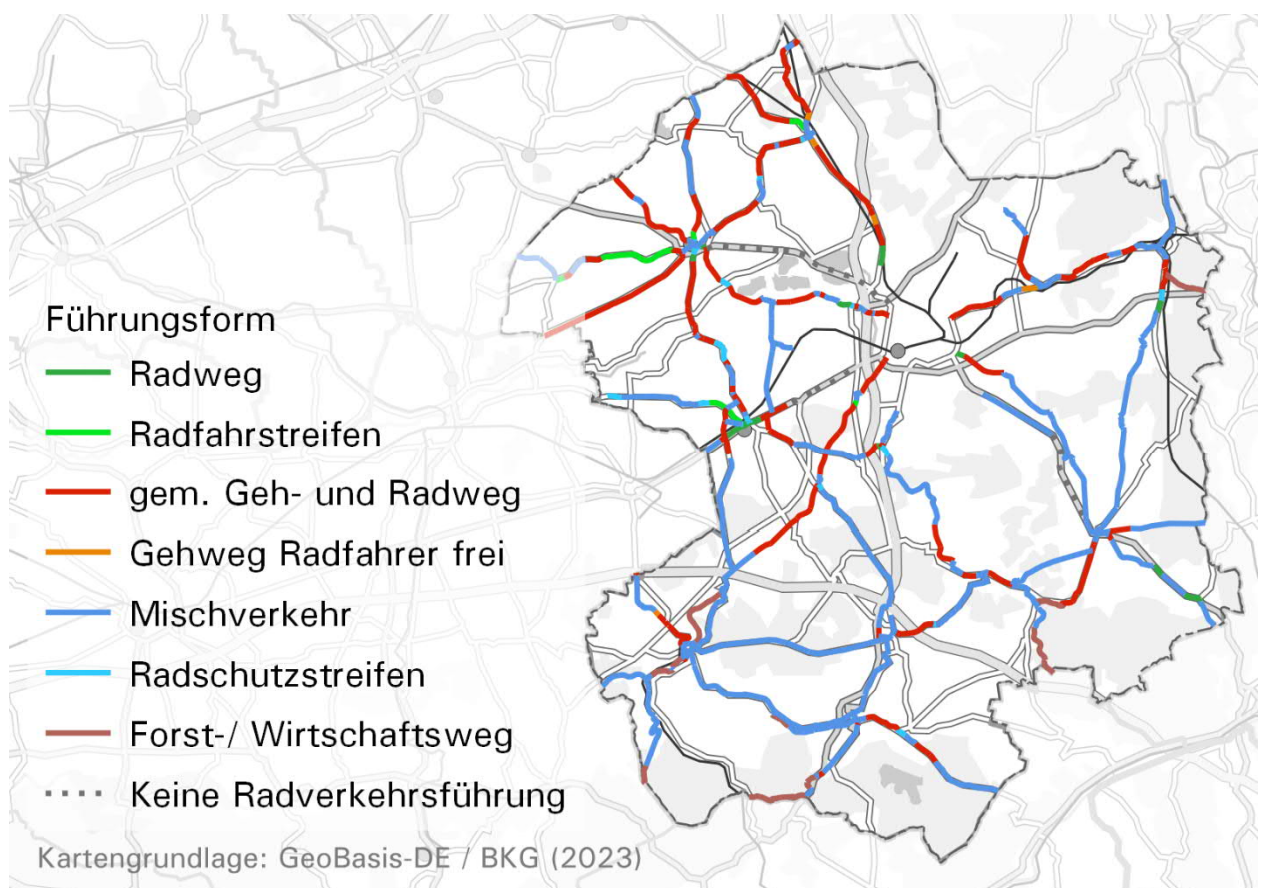 Führungsform
Radweg
Radfahrstreifen
gem. Geh- und Radweg
Gehweg Radfahrer frei
Mischverkehr
Radschutzstreifen
Forst-/ Wirtschaftsweg
Keine Radverkehrsführung
Kartengrundlage: GeoBasis-DE / BKG (2023)